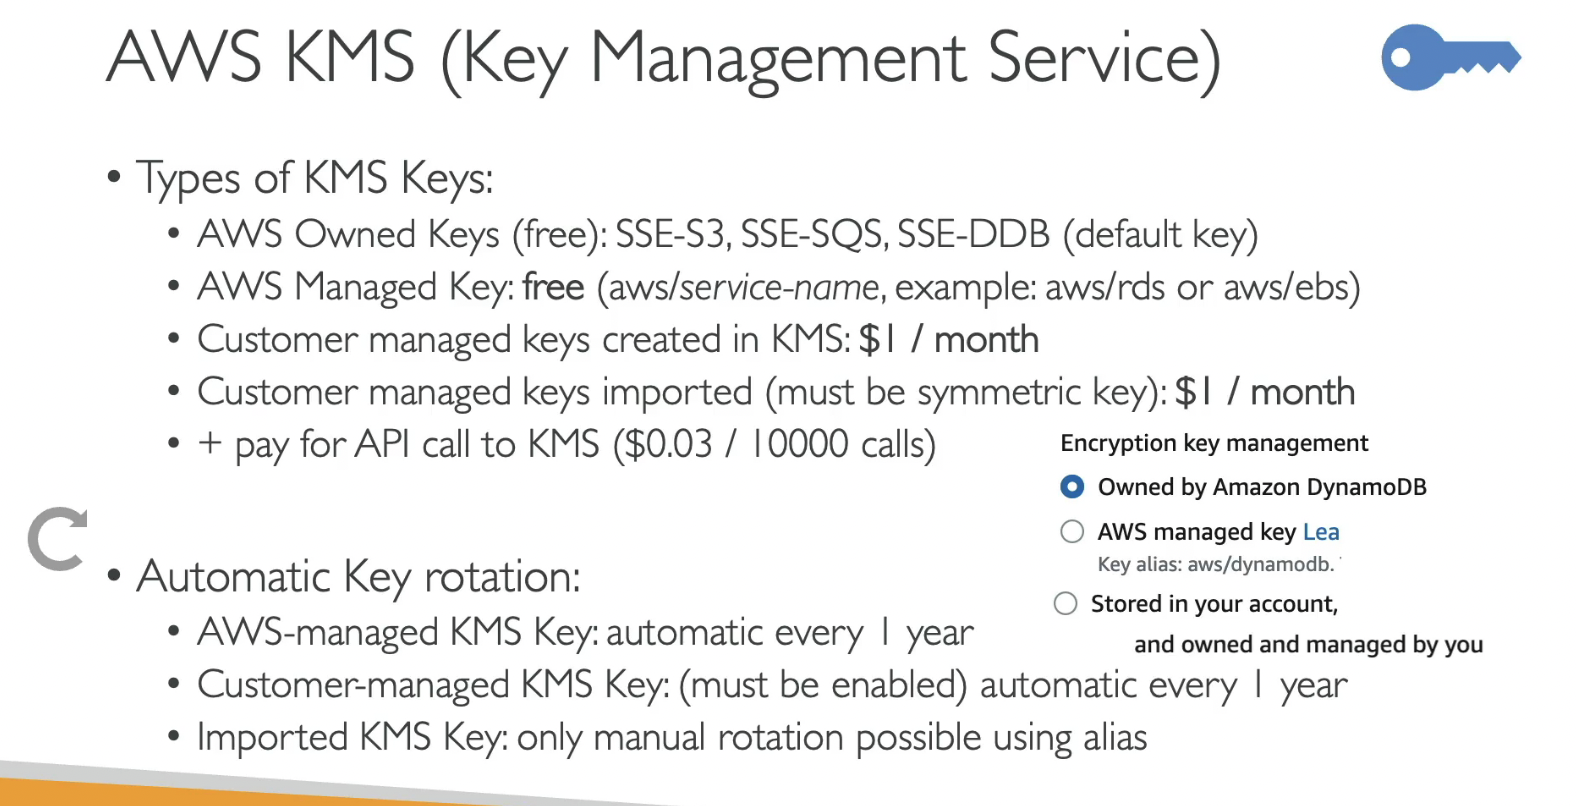 AWS KMS (Key Management Service)
• Types of KMS Keys:
• AWS Owned Keys (free): SSE-S3, SSE-SQS, SSE-DDB (default key)
• AWS Managed Key: free (aws/service-name, example: aws/rds or aws/ebs)
• Customer managed keys created in KMS: $1 / month
• Customer managed keys imported (must be symmetric key): $1 / month
• + pay for API call to KMS ($0.03 / 10000 calls)
Encryption key management
Owned by Amazon DynamoDB
AWS managed key Lea
Key alias: aws/dynamodb.
Stored in your account,
and owned and managed by you
• Automatic Key rotation:
• AWS-managed KMS Key: automatic every 1 year
• Customer-managed KMS Key: (must be enabled) automatic every 1 year
• Imported KMS Key: only manual rotation possible using alias